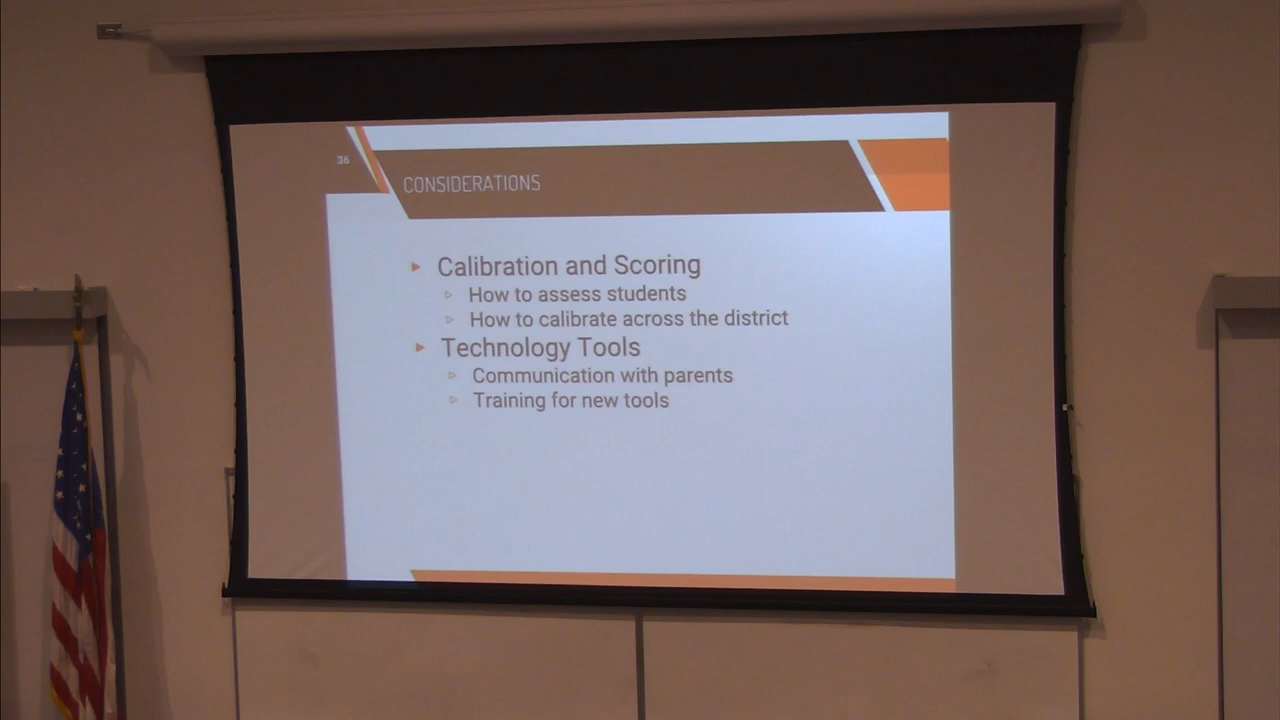 36
CONSIDERATIONS
Calibration and Scoring
How to assess students
How to calibrate across the district
Technology Tools
Communication with parents
Training for new tools